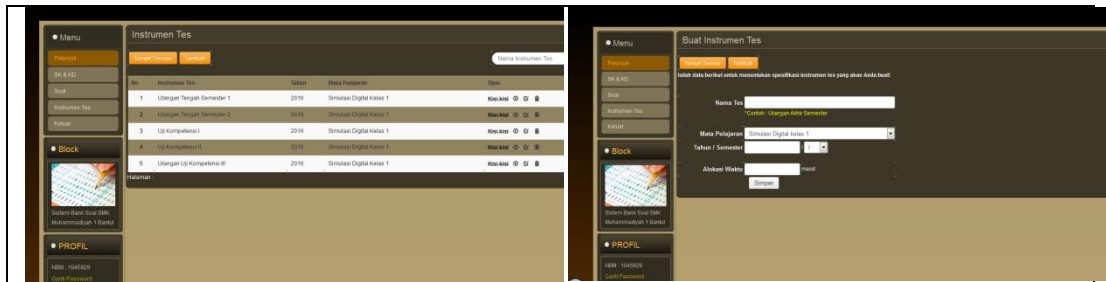 Menu
Petunjuk
SK & KD
Soal
Instrumen Tes
Keluar
Block
Sistem Bank Soal SMK
Muhammadiyah 1 Bantul
PROFIL
NBM : 1045829
Ganti Password
Instrumen Tes
Tampil Semua Tambah
Nama Instrumen Tes
No Instrumen Tes Tahun Mata Pelajaran Opsi
1 Ulangan Tengah Semester 1 2016 Simulasi Digital Kelas 1 Kisi-kisi
2 Ulangan Tengah Semester 2 2016 Simulasi Digital Kelas 1 Kisi-kisi
3 Uji Kompetensi I 2016 Simulasi Digital Kelas 1 Kisi-kisi
4 Uji Kompetensi II 2016 Simulasi Digital Kelas 1 Kisi-kisi
5 Ulangan Uji Kompetensi III 2016 Simulasi Digital Kelas 1 Kisi-kisi
Halaman
Menu
Petunjuk
SK & KD
Soal
Instrumen Tes
Keluar
Block
Sistem Bank Soal SMK
Muhammadiyah 1 Bantul
PROFIL
NBM : 1045829
Ganti Password
Buat Instrumen Tes
Tampil Semua Tambah
Isilah data berikut untuk menentukan spesifikasi instrumen tes yang akan Anda buat!
Nama Tes
*Contoh : Ulangan Akhir Semester
Mata Pelajaran Simulasi Digital kelas 1
Tahun / Semester / 1
Alokasi Waktu menit
Simpan